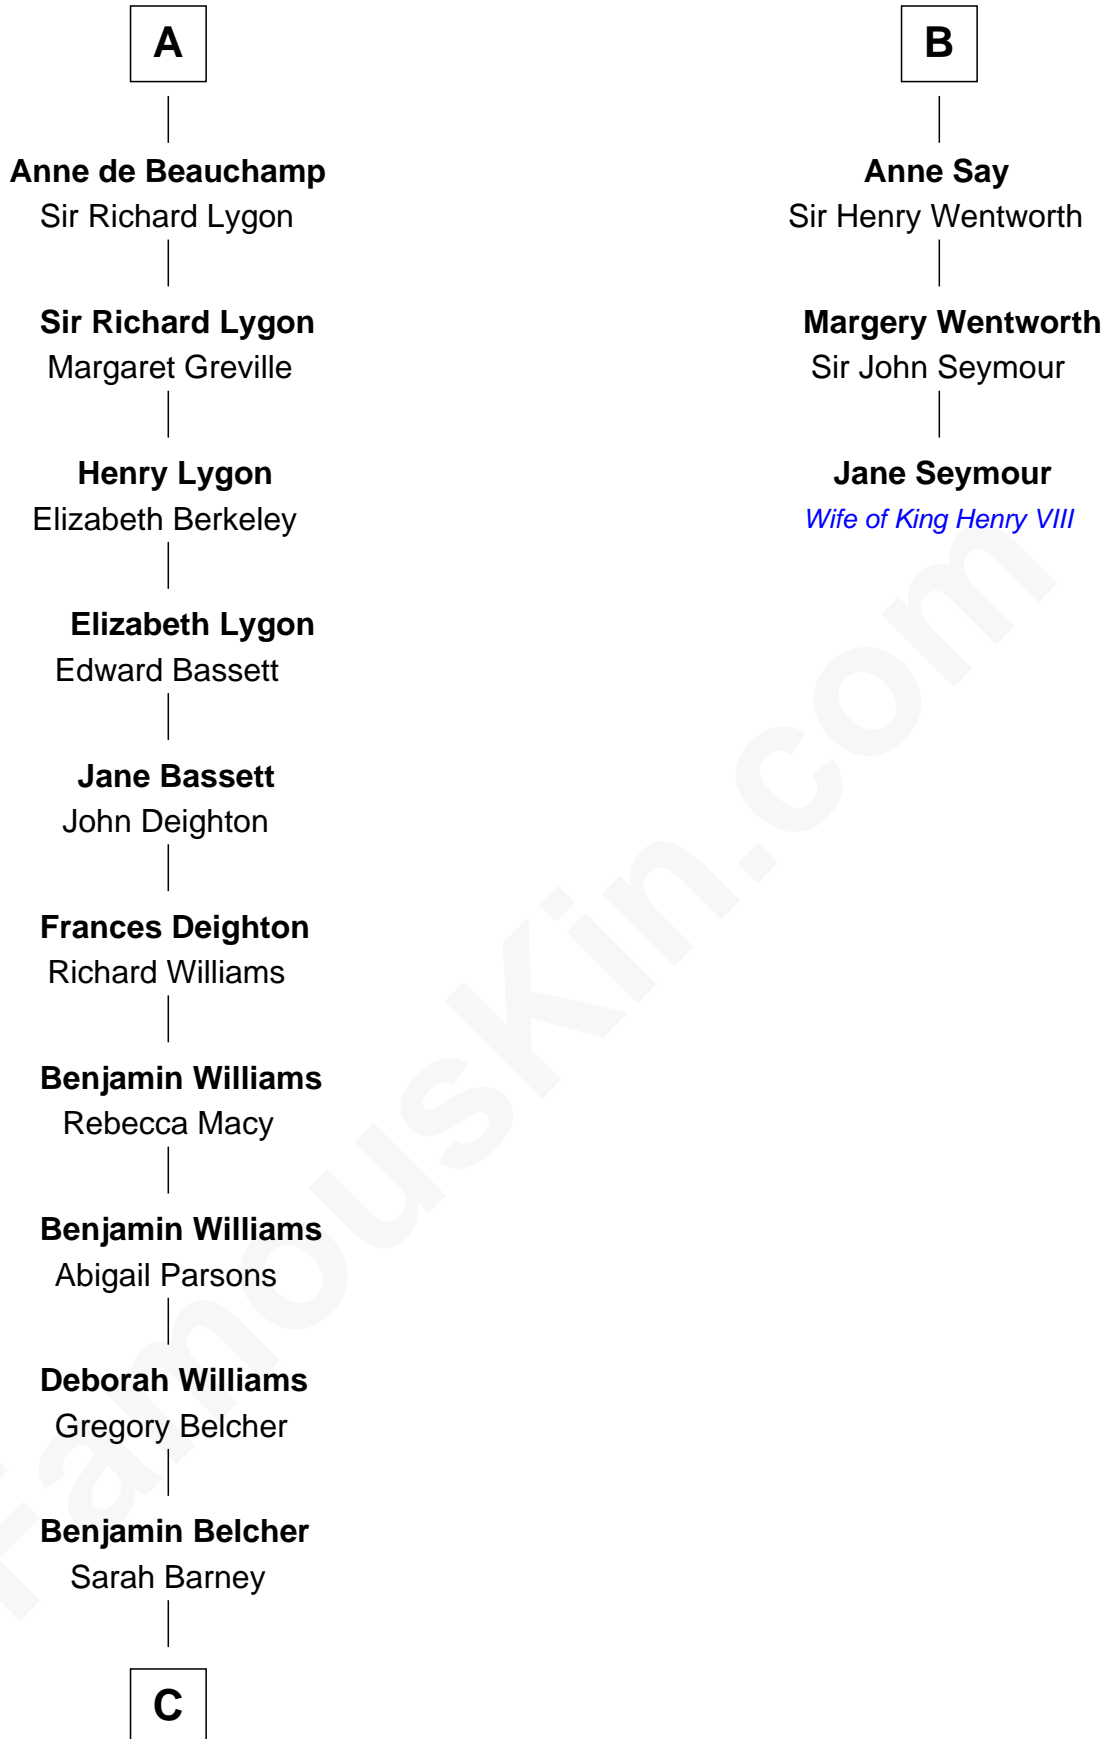 A
Anne de Beauchamp
Sir Richard Lygon
Sir Richard Lygon
Margaret Greville
Henry Lygon
Elizabeth Berkeley
Elizabeth Lygon
Edward Bassett
Jane Bassett
John Deighton
Frances Deighton
Richard Williams
Benjamin Williams
Rebecca Macy
Benjamin Williams
Abigail Parsons
Deborah Williams
Gregory Belcher
Benjamin Belcher
Sarah Barney
C
B
Anne Say
Sir Henry Wentworth
Margery Wentworth
Sir John Seymour
Jane Seymour
Wife of King Henry VIII
FamousKin.com